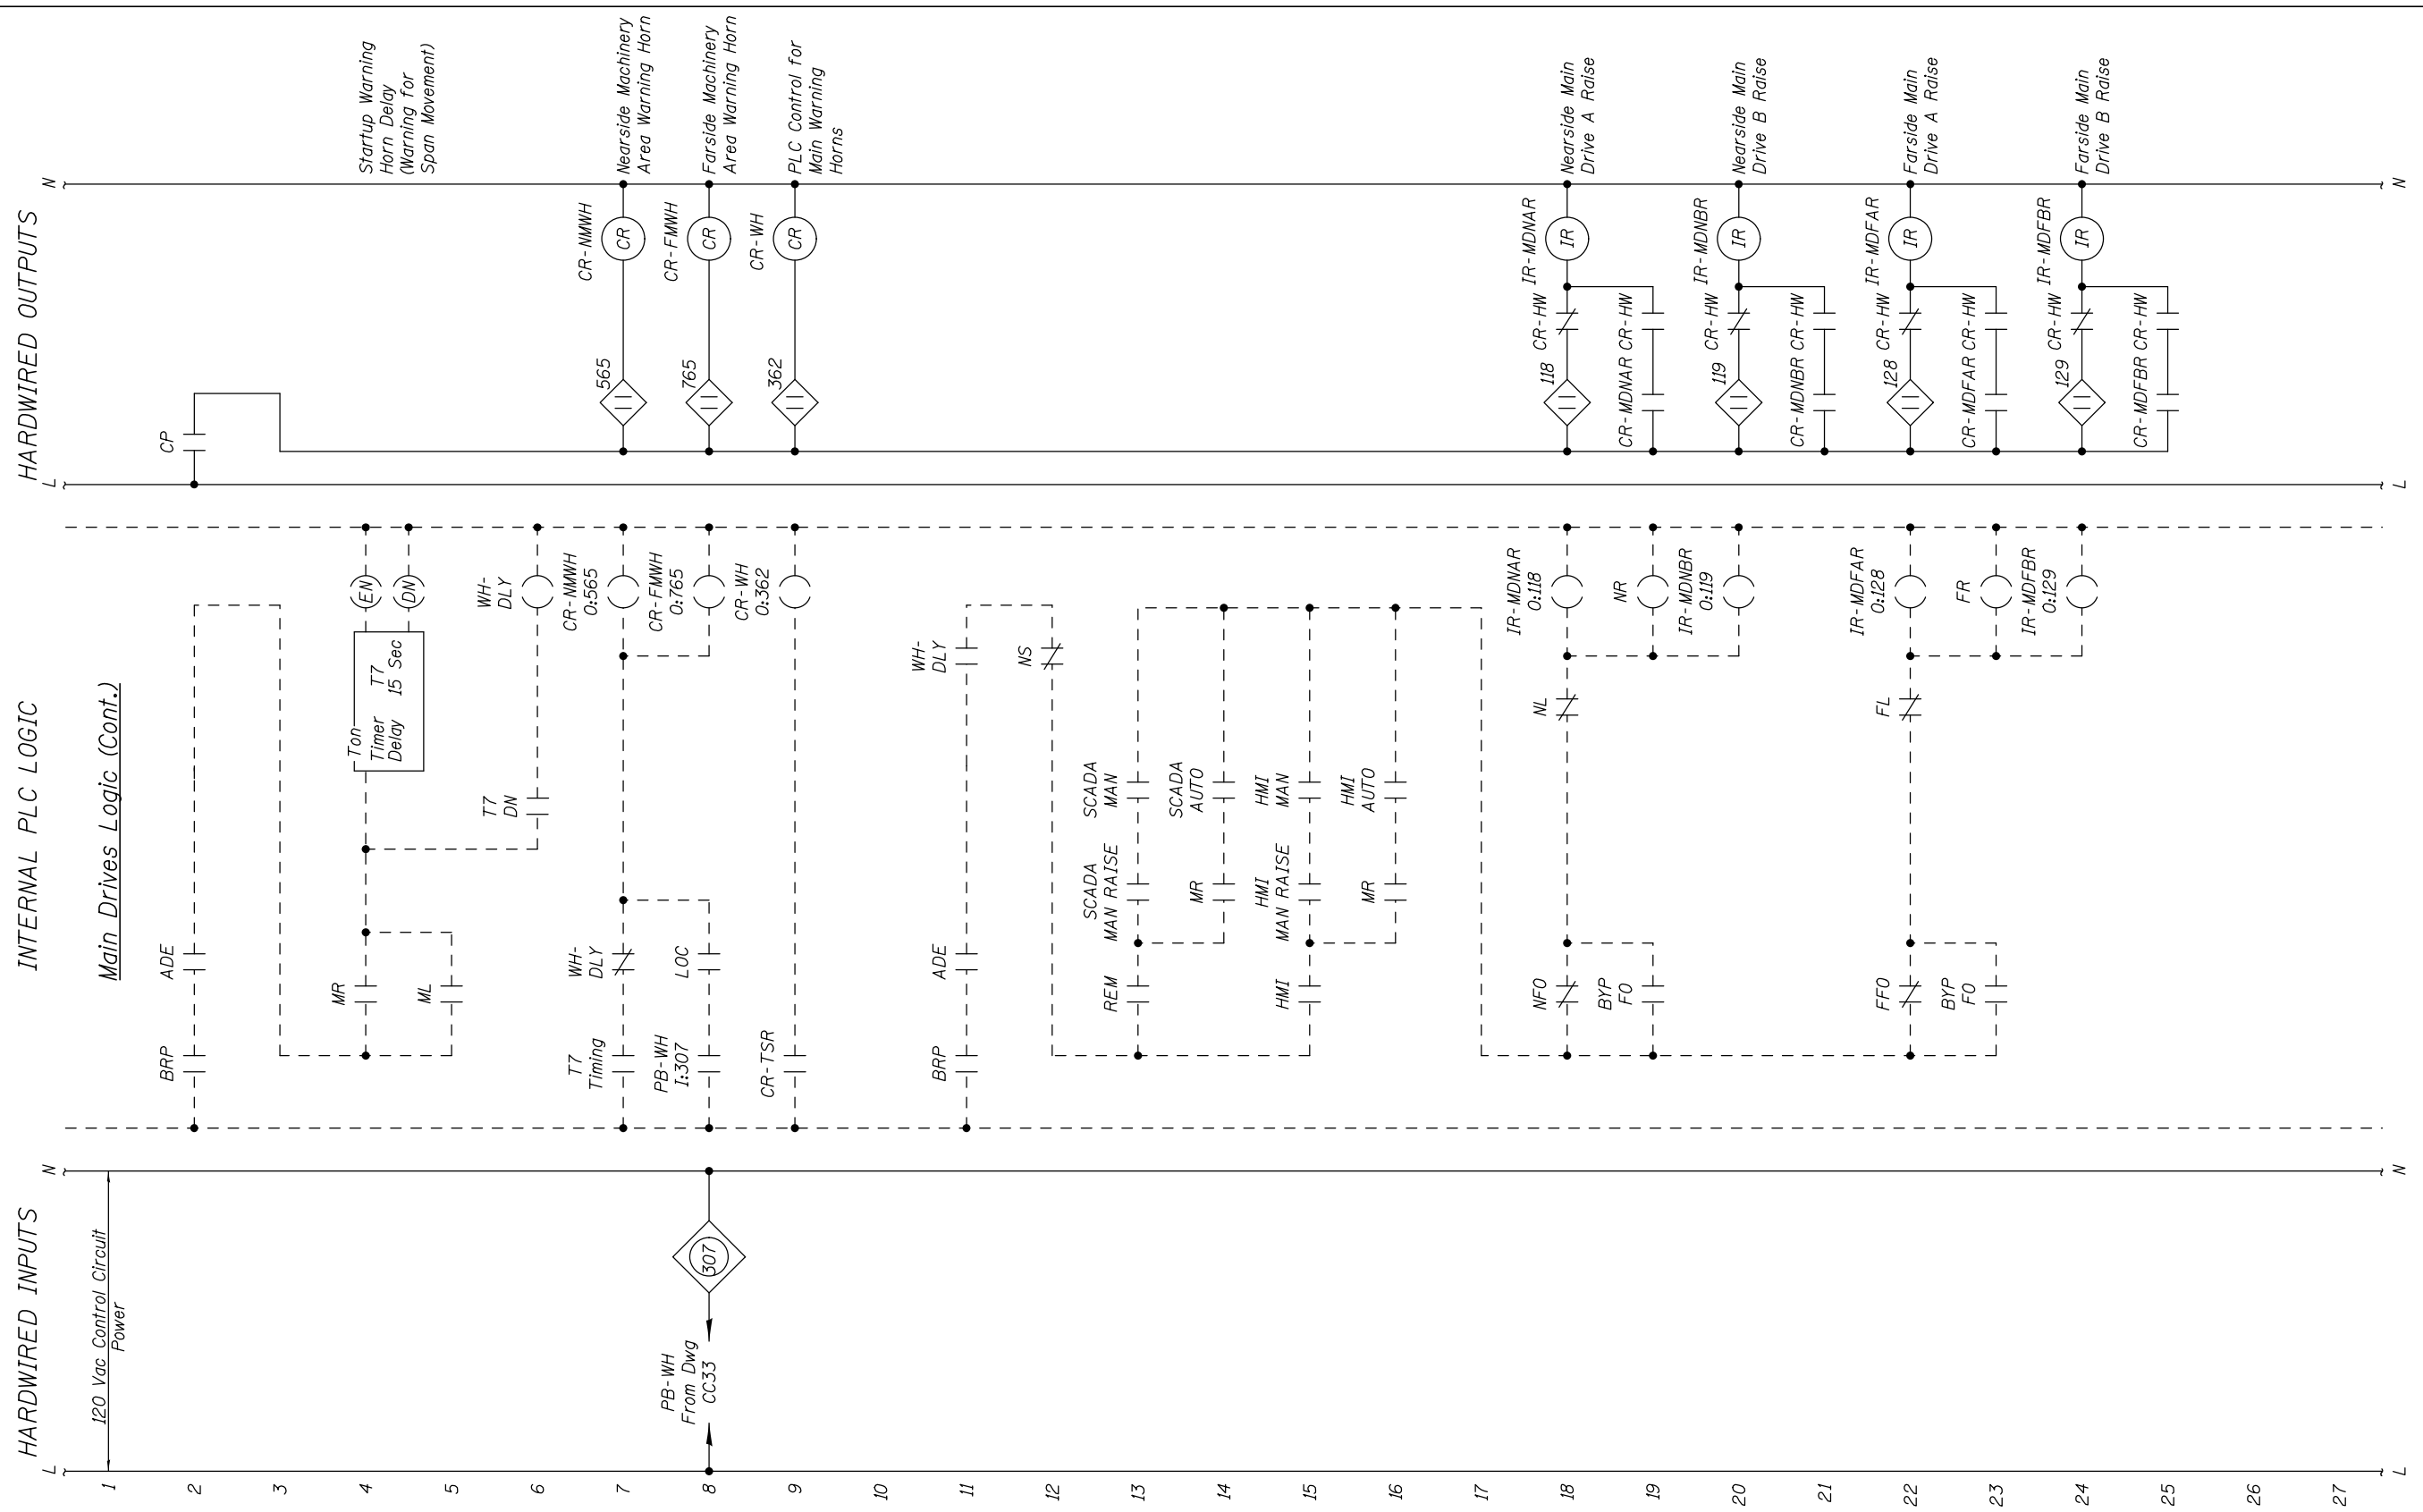 HARDWIRED INPUTS
INTERNAL PLC LOGIC
HARDWIRED OUTPUTS
L
N
L
N
120 Vac Control Circuit
Power
Main Drives Logic (Cont.)
1
2
BRP
ADE
CP
3
4
MR
Ton
Timer
Delay
T7
15 Sec
EN
DN
Startup Warning
Horn Delay
(Warning for
Span Movement)
5
ML
6
T7
DN
WH-
DLY
7
T7
Timing
WH-
DLY
CR-NMWH
O:565
565
CR-NMWH
CR
Nearside Machinery
Area Warning Horn
8
PB-WH
From Dwg
CC33
307
PB-WH
I:307
LOC
CR-FMWH
O:765
765
CR-FMWH
CR
Farside Machinery
Area Warning Horn
9
CR-TSR
CR-WH
O:362
362
CR-WH
CR
PLC Control for
Main Warning
Horns
10
11
BRP
ADE
WH-
DLY
12
NS
13
REM
SCADA
MAN RAISE
SCADA
MAN
14
MR
SCADA
AUTO
15
HMI
HMI
MAN RAISE
HMI
MAN
16
MR
HMI
AUTO
17
18
NFO
NL
IR-MDNAR
O:118
118
CR-HW
IR-MDNAR
IR
Nearside Main
Drive A Raise
19
BYP
FO
NR
CR-MDNAR
CR-HW
20
IR-MDNBR
O:119
119
CR-HW
IR-MDNBR
IR
Nearside Main
Drive B Raise
21
CR-MDNBR
CR-HW
22
FFO
FL
IR-MDFAR
O:128
128
CR-HW
IR-MDFAR
IR
Farside Main
Drive A Raise
23
BYP
FO
FR
CR-MDFAR
CR-HW
24
IR-MDFBR
O:129
129
CR-HW
IR-MDFBR
IR
Farside Main
Drive B Raise
25
CR-MDFBR
CR-HW
26
27
L
N
L
N